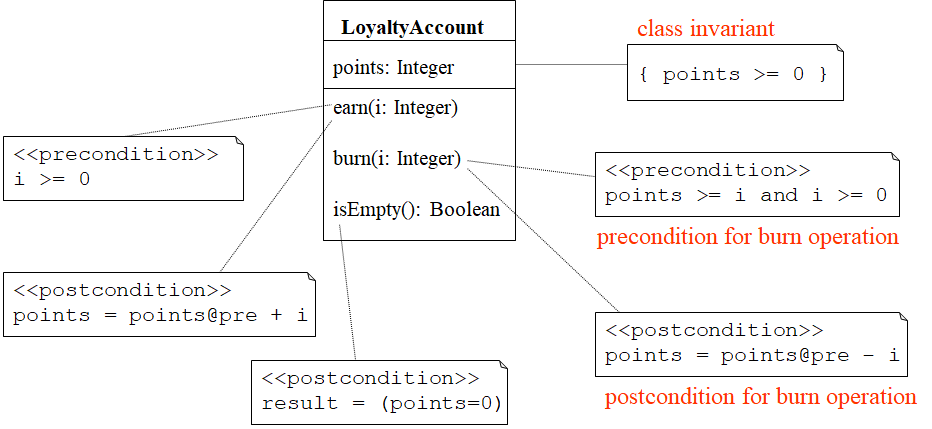 LoyaltyAccount
class invariant
points: Integer
{ points >= 0 }
earn(i: Integer)
<<precondition>>
i >= 0
burn(i: Integer)
<<precondition>>
points >= i and i >= 0
precondition for burn operation
isEmpty(): Boolean
<<postcondition>>
points = points@pre + i
<<postcondition>>
points = points@pre - i
postcondition for burn operation
<<postcondition>>
result = (points=0)